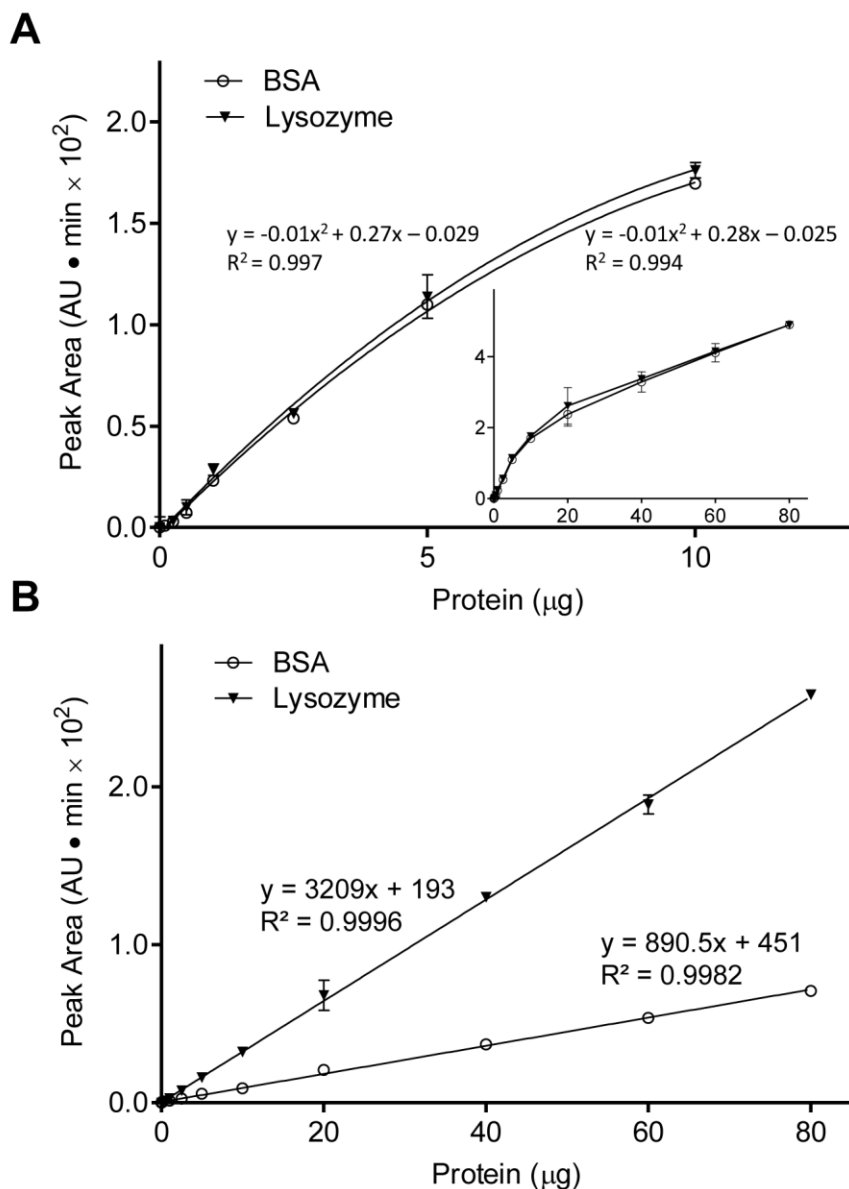 A
BSA
Lysozyme
Peak Area (AU • min × 10²)
2.0
1.5
1.0
0.5
0.0
y = -0.01x² + 0.27x – 0.029
R² = 0.997
y = -0.01x² + 0.28x – 0.025
R² = 0.994
4
2
0
0 20 40 60 80
0 5 10
Protein (μg)
B
BSA
Lysozyme
Peak Area (AU • min × 10²)
2.0
1.0
0.0
y = 3209x + 193
R² = 0.9996
y = 890.5x + 451
R² = 0.9982
0 20 40 60 80
Protein (μg)